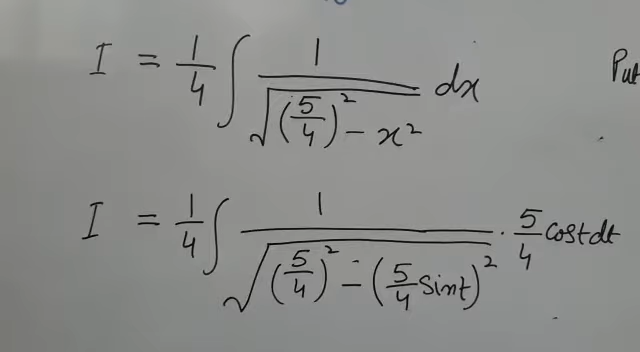 I = 1/4 ∫ 1/√((5/4)² - x²) dx Put
I = 1/4 ∫ 1/√((5/4)² - (5/4 Sint)²) · 5/4 Cost dt